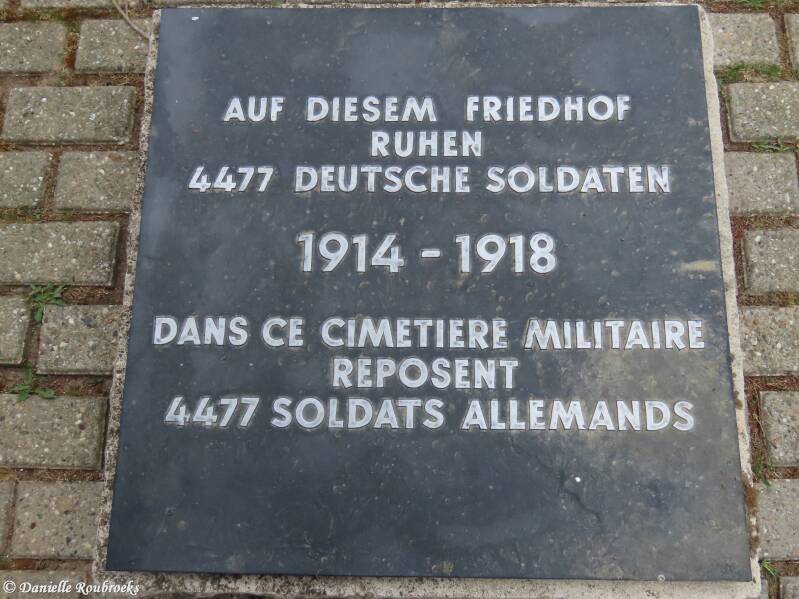 AUF DIESEM FRIEDHOF
RUHEN
4477 DEUTSCHE SOLDATEN
1914 - 1918
DANS CE CIMETIERE MILITAIRE
REPOSENT
4477 SOLDATS ALLEMANDS
© Danielle Roubroeks